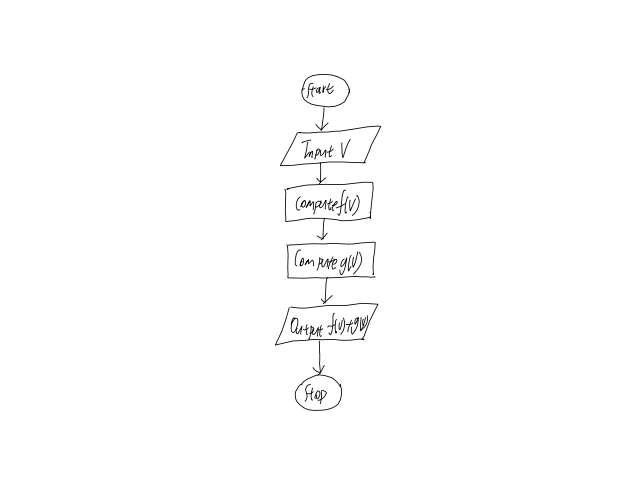 Start
Input V
Compute f(V)
Compute g(V)
Output f(V)+g(V)
Stop